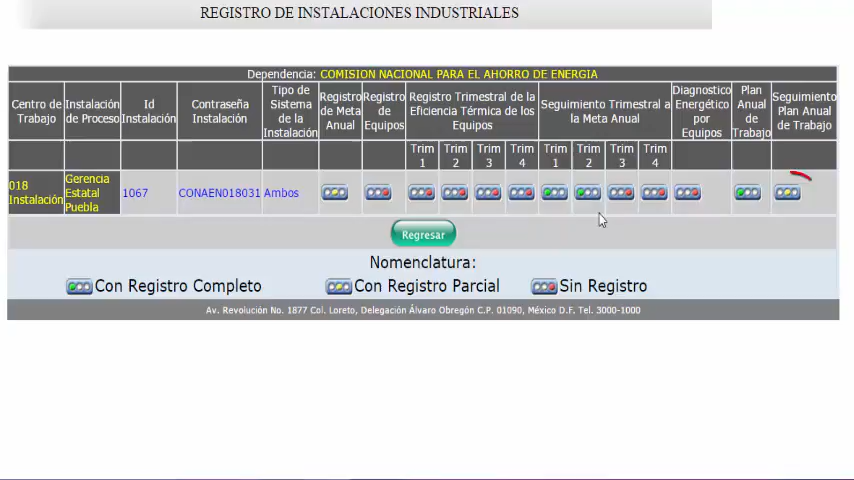 REGISTRO DE INSTALACIONES INDUSTRIALES
Dependencia: COMISION NACIONAL PARA EL AHORRO DE ENERGIA
Centro de Trabajo
Instalación de Proceso
Id Instalación
Contraseña Instalación
Tipo de Sistema de la Instalación
Registro de Meta Anual
Registro de Equipos
Registro Trimestral de la Eficiencia Térmica de los Equipos
Seguimiento Trimestral a la Meta Anual
Diagnostico Energético por Equipos
Plan Anual de Trabajo
Seguimiento Plan Anual de Trabajo
Trim 1 Trim 2 Trim 3 Trim 4 Trim 1 Trim 2 Trim 3 Trim 4
018 Instalación
Gerencia Estatal Puebla
1067 CONAEN018031 Ambos
Regresar
Nomenclatura:
Con Registro Completo Con Registro Parcial Sin Registro
Av. Revolución No. 1877 Col. Loreto, Delegación Álvaro Obregón C.P. 01090, México D.F. Tel. 3000-1000